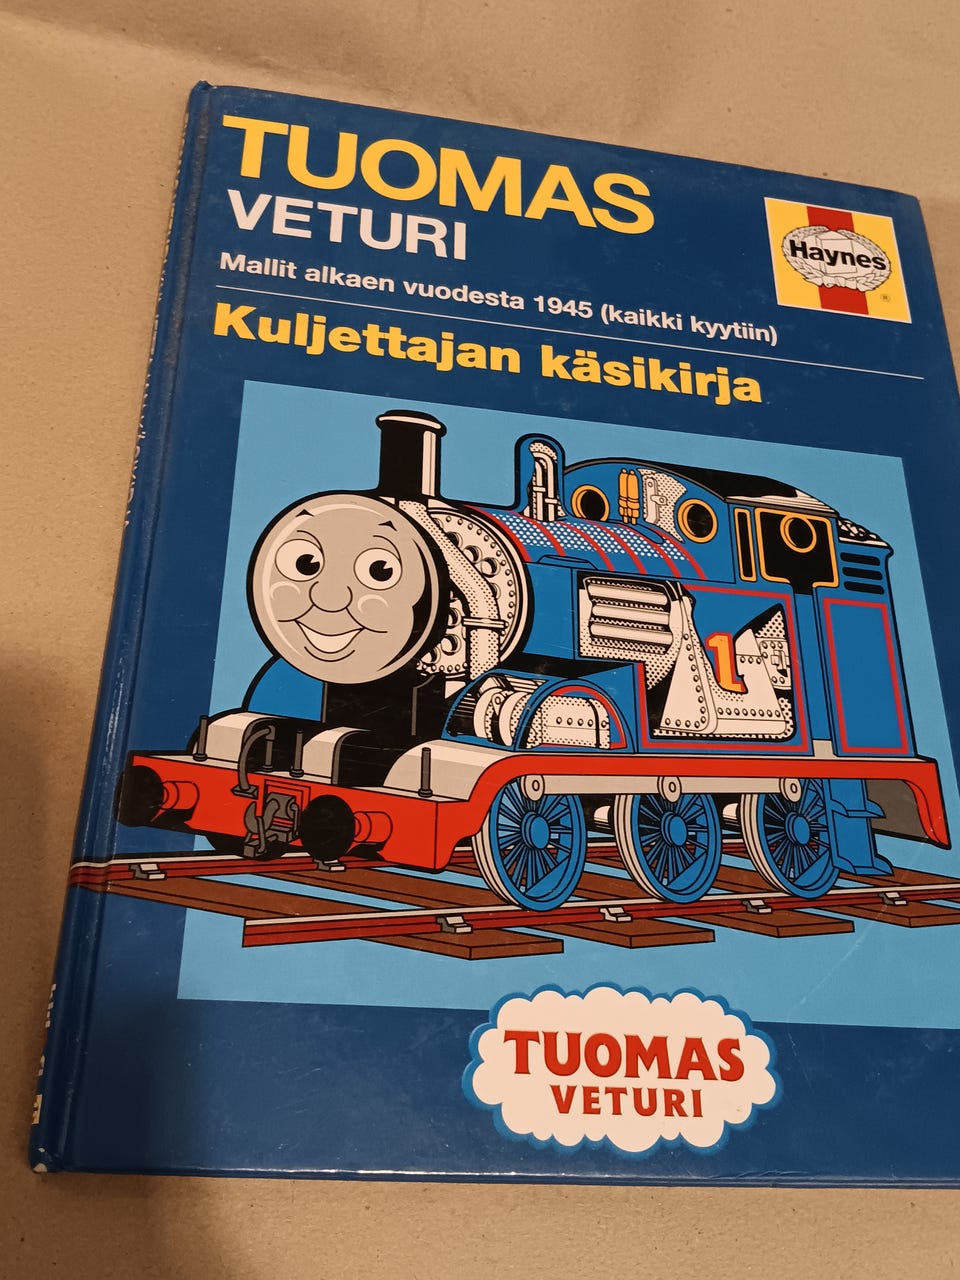 TUOMAS
VETURI
Mallit alkaen vuodesta 1945 (kaikki kyytiin)
Haynes
®
Kuljettajan käsikirja
1
TUOMAS
VETURI